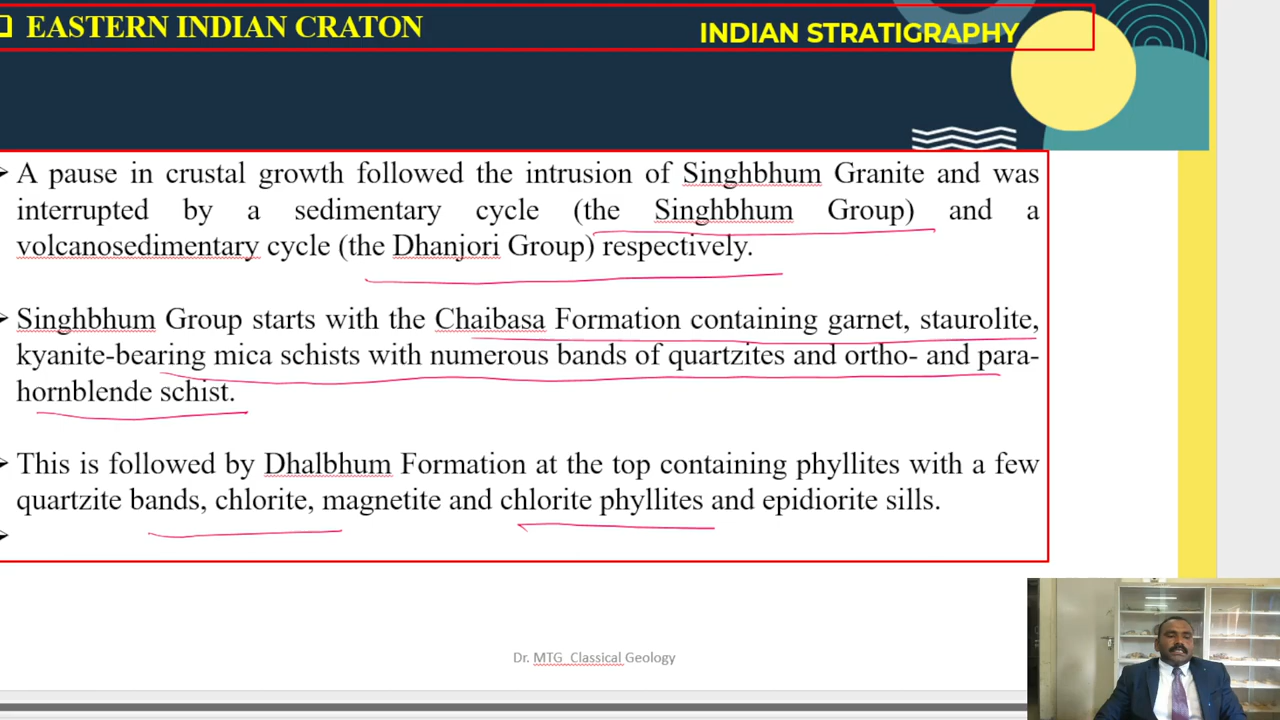 EASTERN INDIAN CRATON
INDIAN STRATIGRAPHY
A pause in crustal growth followed the intrusion of Singhbhum Granite and was
interrupted by a sedimentary cycle (the Singhbhum Group) and a
volcanosedimentary cycle (the Dhanjori Group) respectively.
Singhbhum Group starts with the Chaibasa Formation containing garnet, staurolite,
kyanite-bearing mica schists with numerous bands of quartzites and ortho- and para-
hornblende schist.
This is followed by Dhalbhum Formation at the top containing phyllites with a few
quartzite bands, chlorite, magnetite and chlorite phyllites and epidiorite sills.
Dr. MTG Classical Geology